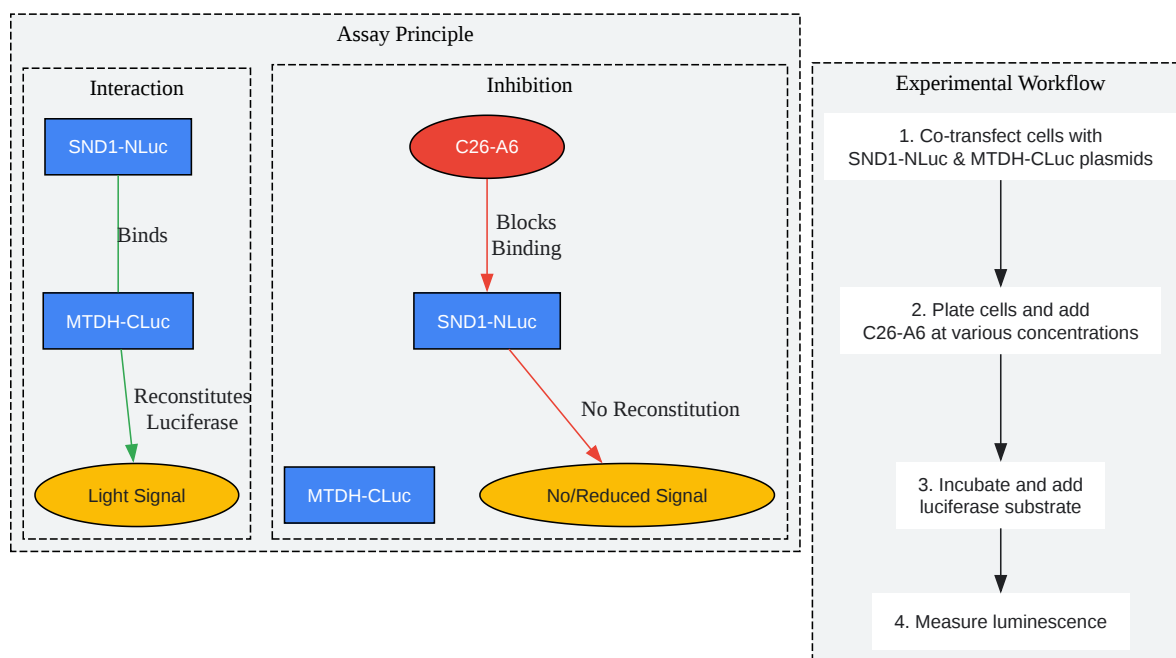 Assay Principle
Interaction
SND1-NLuc
Binds
MTDH-CLuc
Reconstitutes
Luciferase
Light Signal
Inhibition
C26-A6
Blocks
Binding
SND1-NLuc
No Reconstitution
MTDH-CLuc
No/Reduced Signal
Experimental Workflow
1. Co-transfect cells with
SND1-NLuc & MTDH-CLuc plasmids
2. Plate cells and add
C26-A6 at various concentrations
3. Incubate and add
luciferase substrate
4. Measure luminescence